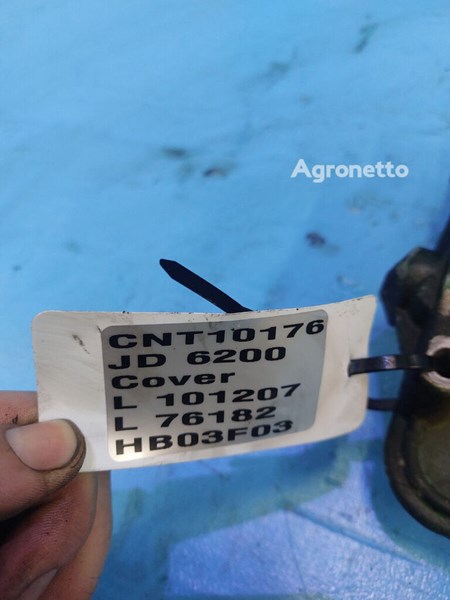 Agronetto
CNT10176
JD 6200
Cover
L 101207
L 76182
HB03F03